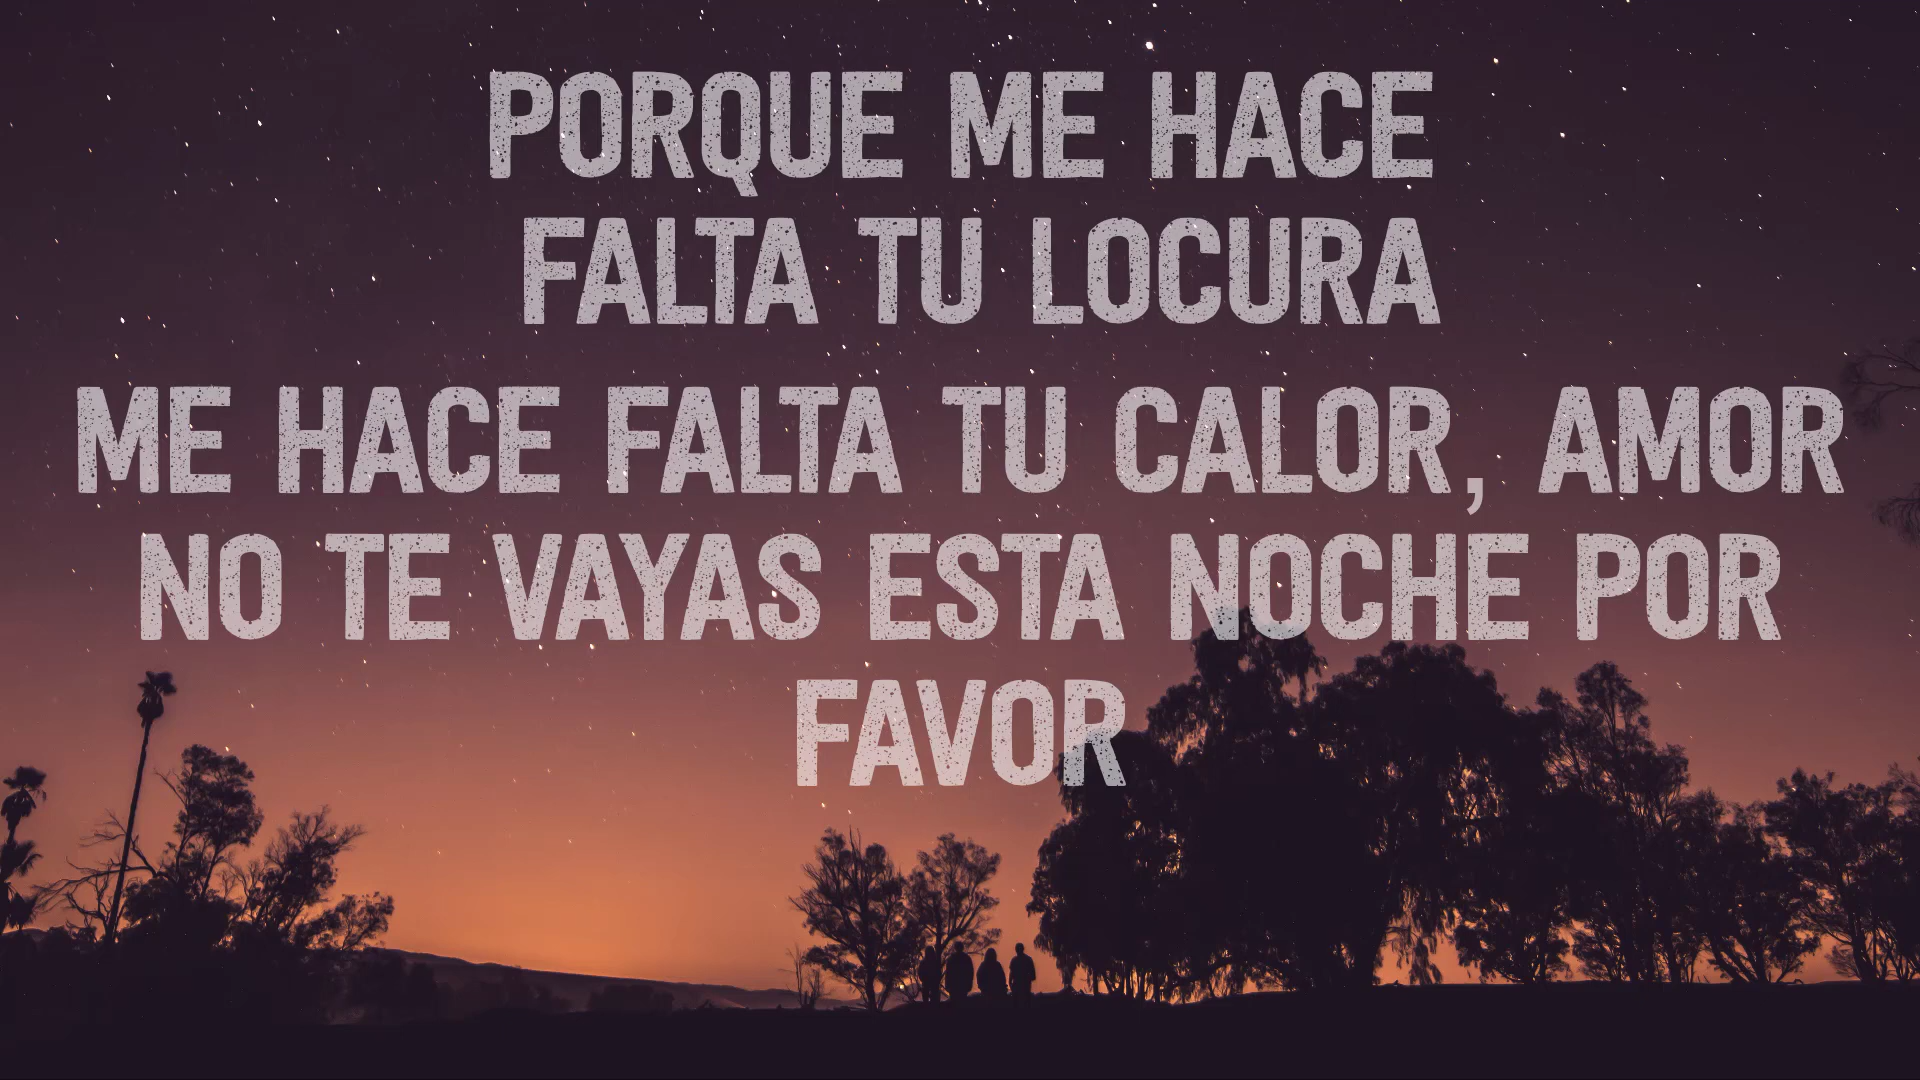 PORQUE ME HACE
FALTA TU LOCURA
ME HACE FALTA TU CALOR, AMOR
NO TE VAYAS ESTA NOCHE POR
FAVOR